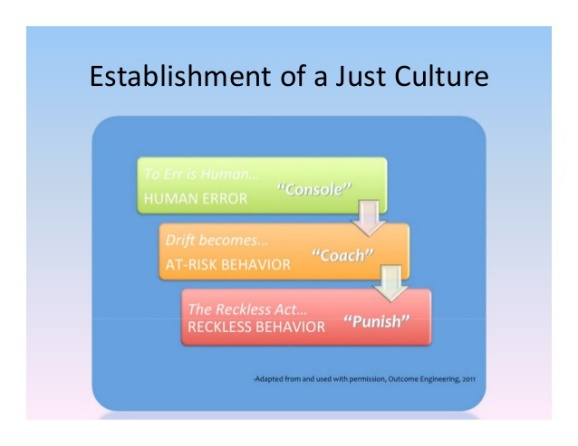 Establishment of a Just Culture
To Err is Human...
HUMAN ERROR
“Console”
Drift becomes...
AT-RISK BEHAVIOR
“Coach”
The Reckless Act...
RECKLESS BEHAVIOR
“Punish”
-Adapted from and used with permission, Outcome Engineering, 2011